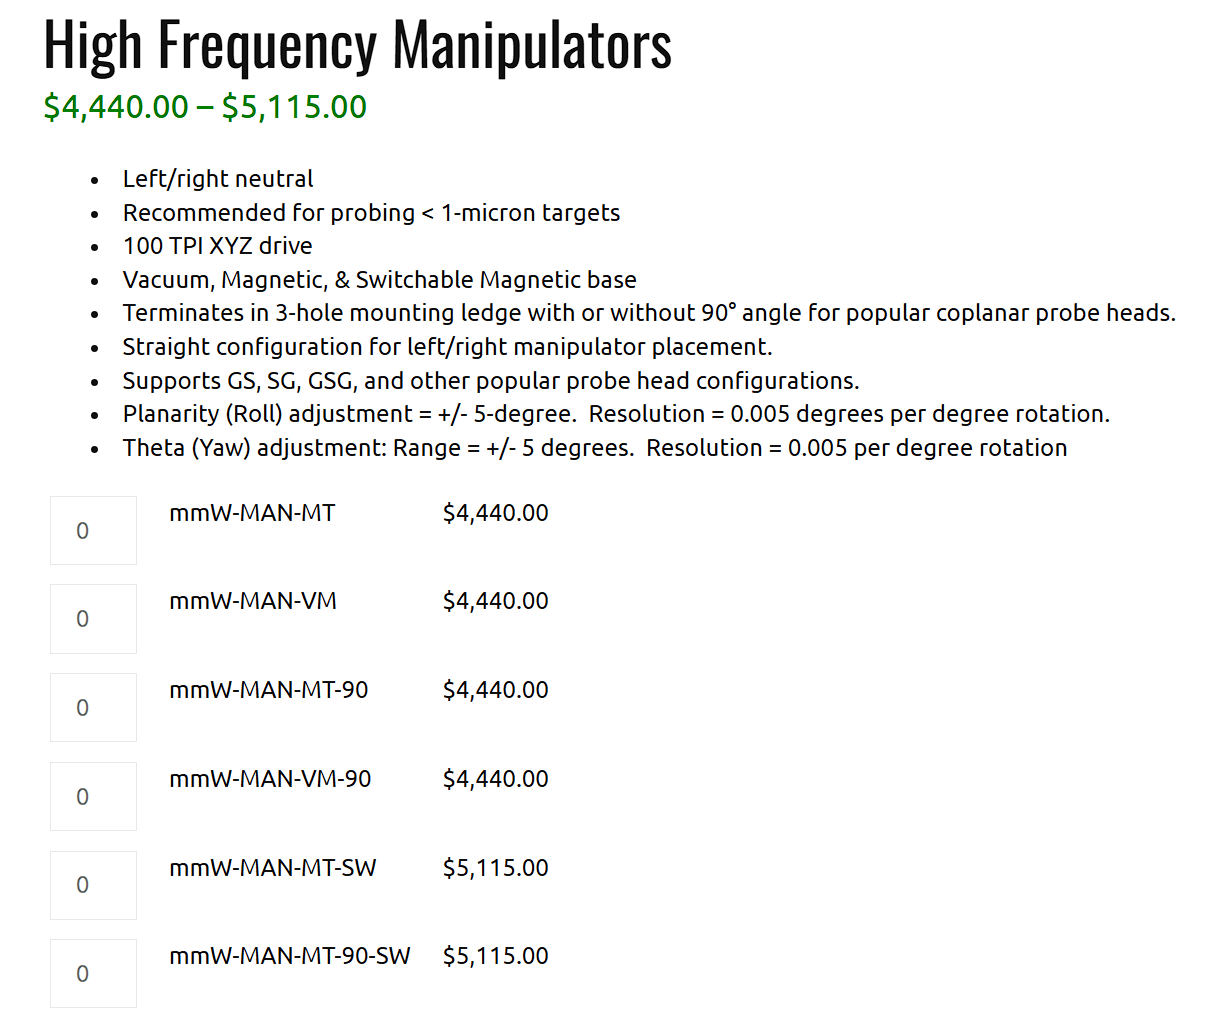 High Frequency Manipulators
$4,440.00 – $5,115.00
• Left/right neutral
• Recommended for probing < 1-micron targets
• 100 TPI XYZ drive
• Vacuum, Magnetic, & Switchable Magnetic base
• Terminates in 3-hole mounting ledge with or without 90° angle for popular coplanar probe heads.
• Straight configuration for left/right manipulator placement.
• Supports GS, SG, GSG, and other popular probe head configurations.
• Planarity (Roll) adjustment = +/- 5-degree.  Resolution = 0.005 degrees per degree rotation.
• Theta (Yaw) adjustment: Range = +/- 5 degrees.  Resolution = 0.005 per degree rotation
0 mmW-MAN-MT $4,440.00
0 mmW-MAN-VM $4,440.00
0 mmW-MAN-MT-90 $4,440.00
0 mmW-MAN-VM-90 $4,440.00
0 mmW-MAN-MT-SW $5,115.00
0 mmW-MAN-MT-90-SW $5,115.00